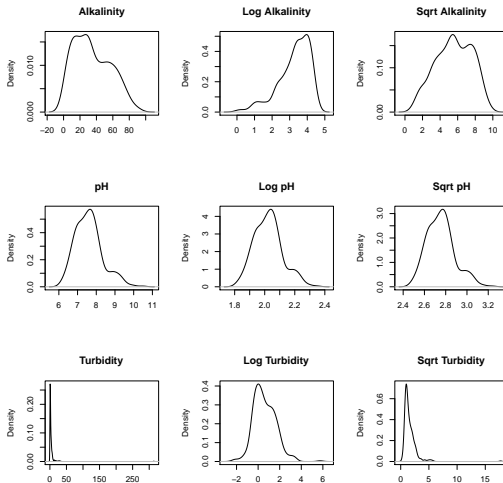 Alkalinity
Density
0.000 0.010
-20 0 20 40 60 80
Log Alkalinity
Density
0.0 0.2 0.4
0 1 2 3 4 5
Sqrt Alkalinity
Density
0.00 0.10
0 2 4 6 8 10
pH
Density
0.0 0.2 0.4
6 7 8 9 10 11
Log pH
Density
0 1 2 3 4
1.8 2.0 2.2 2.4
Sqrt pH
Density
0.0 1.0 2.0 3.0
2.4 2.6 2.8 3.0 3.2
Turbidity
Density
0.00 0.10 0.20
0 50 150 250
Log Turbidity
Density
0.0 0.1 0.2 0.3 0.4
-2 0 2 4 6
Sqrt Turbidity
Density
0.0 0.2 0.4 0.6
0 5 10 15